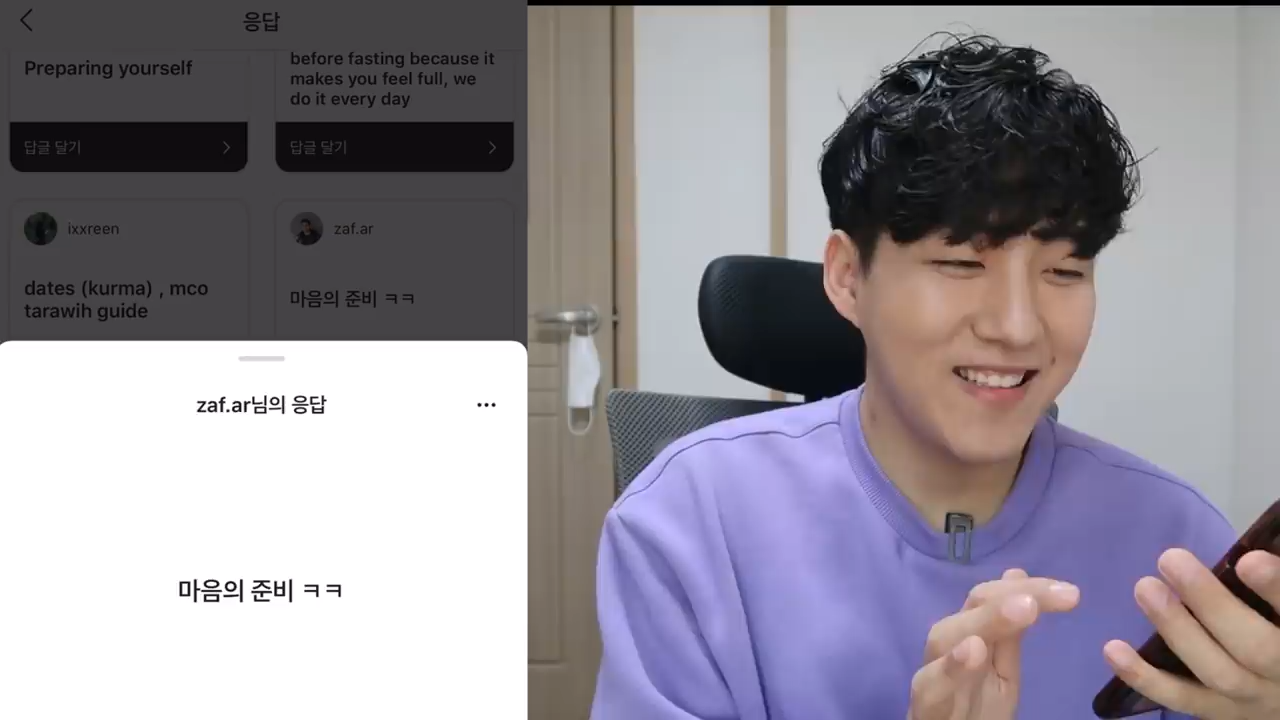 응답
Preparing yourself
before fasting because it
makes you feel full, we
do it every day
답글 달기
답글 달기
ixxreen
zaf.ar
dates (kurma) , mco
tarawih guide
마음의 준비 ㅋㅋ
zaf.ar님의 응답
마음의 준비 ㅋㅋ